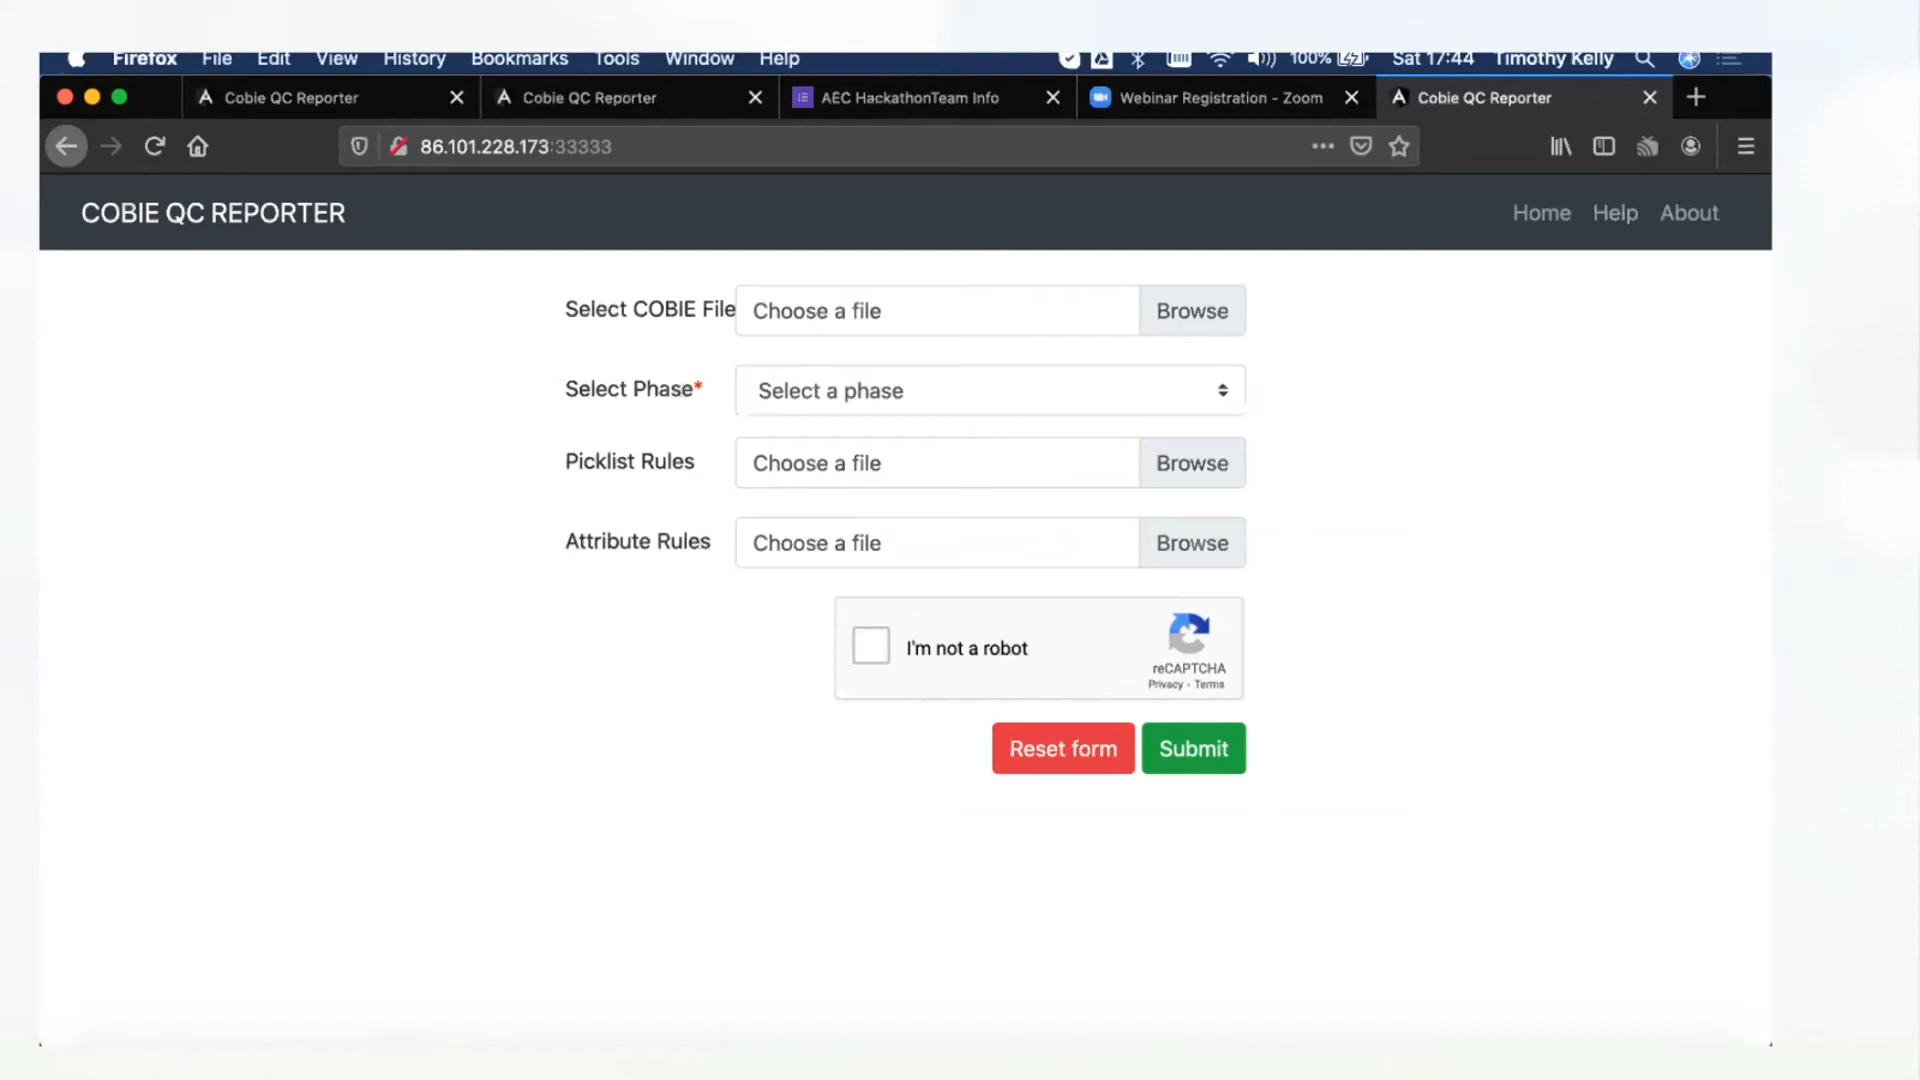 Firefox File Edit View History Bookmarks Tools Window Help 100% Sat 17:44 Timothy Kelly
Cobie QC Reporter Cobie QC Reporter AEC HackathonTeam Info Webinar Registration - Zoom Cobie QC Reporter
86.101.228.173:33333
COBIE QC REPORTER Home Help About
Select COBIE File Choose a file Browse
Select Phase* Select a phase
Picklist Rules Choose a file Browse
Attribute Rules Choose a file Browse
I'm not a robot
reCAPTCHA
Privacy - Terms
Reset form Submit